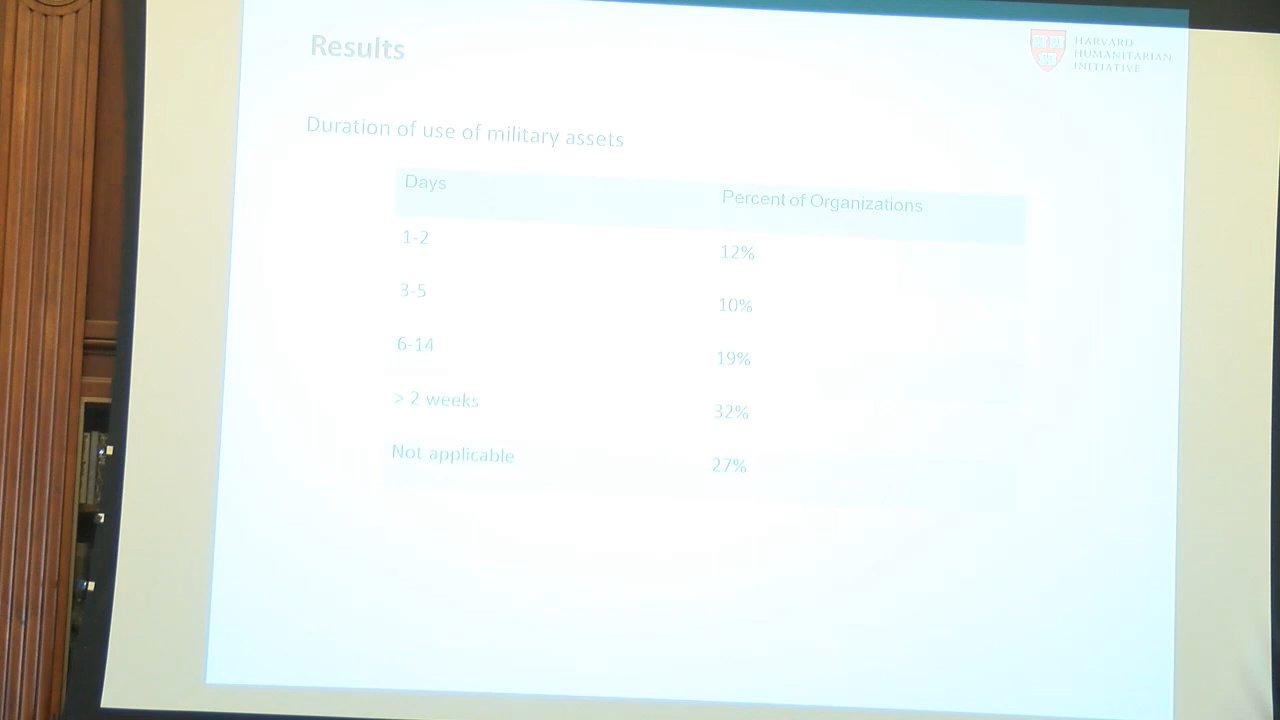 Results
HARVARD
HUMANITARIAN
INITIATIVE
Duration of use of military assets
Days Percent of Organizations
1-2 12%
3-5 10%
6-14 19%
> 2 weeks 32%
Not applicable 27%